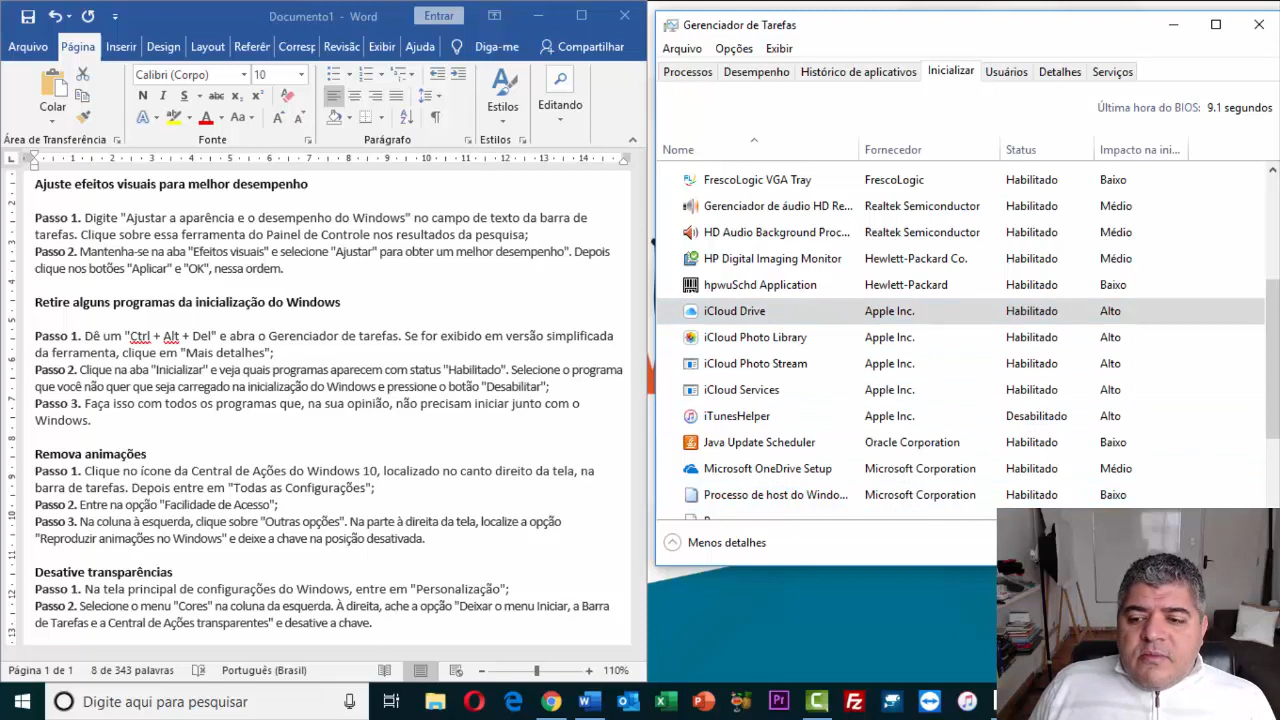 Documento1 - Word
Entrar
Arquivo
Página
Inserir
Design
Layout
Referêr
Corresp
Revisão
Exibir
Ajuda
Diga-me
Compartilhar
Colar
Calibri (Corpo)
10
N I S abc x₂ x²
Aa
Estilos
Editando
Área de Transferência
Fonte
Parágrafo
Estilos
1 2 3 4 5 6 7 8 9 10 11 12 13 14
Ajuste efeitos visuais para melhor desempenho
Passo 1. Digite "Ajustar a aparência e o desempenho do Windows" no campo de texto da barra de
tarefas. Clique sobre essa ferramenta do Painel de Controle nos resultados da pesquisa;
Passo 2. Mantenha-se na aba "Efeitos visuais" e selecione "Ajustar" para obter um melhor desempenho". Depois
clique nos botões "Aplicar" e "OK", nessa ordem.
Retire alguns programas da inicialização do Windows
Passo 1. Dê um "Ctrl + Alt + Del" e abra o Gerenciador de tarefas. Se for exibido em versão simplificada
da ferramenta, clique em "Mais detalhes";
Passo 2. Clique na aba "Inicializar" e veja quais programas aparecem com status "Habilitado". Selecione o programa
que você não quer que seja carregado na inicialização do Windows e pressione o botão "Desabilitar";
Passo 3. Faça isso com todos os programas que, na sua opinião, não precisam iniciar junto com o
Windows.
Remova animações
Passo 1. Clique no ícone da Central de Ações do Windows 10, localizado no canto direito da tela, na
barra de tarefas. Depois entre em "Todas as Configurações";
Passo 2. Entre na opção "Facilidade de Acesso";
Passo 3. Na coluna à esquerda, clique sobre "Outras opções". Na parte à direita da tela, localize a opção
"Reproduzir animações no Windows" e deixe a chave na posição desativada.
Desative transparências
Passo 1. Na tela principal de configurações do Windows, entre em "Personalização";
Passo 2. Selecione o menu "Cores" na coluna da esquerda. À direita, ache a opção "Deixar o menu Iniciar, a Barra
de Tarefas e a Central de Ações transparentes" e desative a chave.
Página 1 de 1
8 de 343 palavras
Português (Brasil)
110%
Gerenciador de Tarefas
Arquivo Opções Exibir
Processos Desempenho Histórico de aplicativos Inicializar Usuários Detalhes Serviços
Última hora do BIOS: 9.1 segundos
Nome Fornecedor Status Impacto na ini...
FrescoLogic VGA Tray FrescoLogic Habilitado Baixo
Gerenciador de áudio HD Re... Realtek Semiconductor Habilitado Médio
HD Audio Background Proc... Realtek Semiconductor Habilitado Médio
HP Digital Imaging Monitor Hewlett-Packard Co. Habilitado Médio
hpwuSchd Application Hewlett-Packard Habilitado Baixo
iCloud Drive Apple Inc. Habilitado Alto
iCloud Photo Library Apple Inc. Habilitado Alto
iCloud Photo Stream Apple Inc. Habilitado Alto
iCloud Services Apple Inc. Habilitado Alto
iTunesHelper Apple Inc. Desabilitado Alto
Java Update Scheduler Oracle Corporation Habilitado Baixo
Microsoft OneDrive Setup Microsoft Corporation Habilitado Médio
Processo de host do Windo... Microsoft Corporation Habilitado Baixo
Menos detalhes
Digite aqui para pesquisar